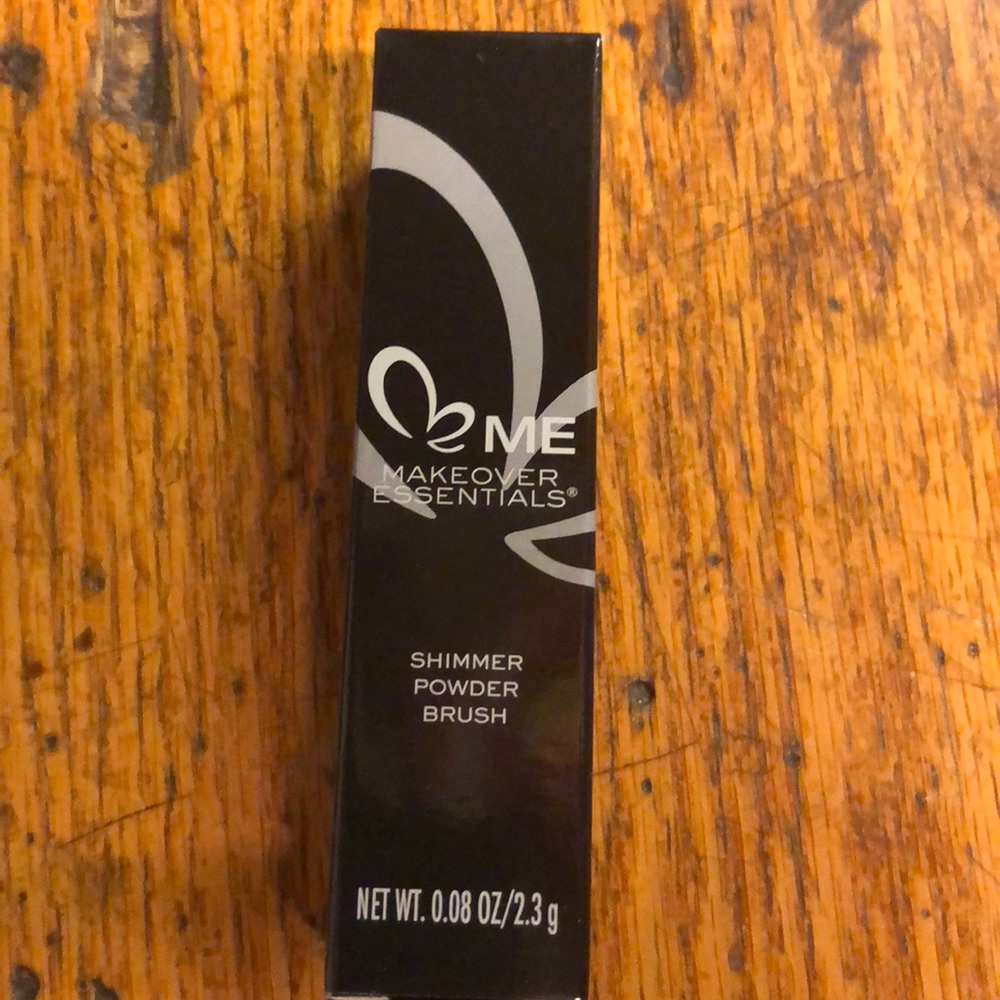 ME
MAKEOVER
ESSENTIALS®
SHIMMER
POWDER
BRUSH
NET WT. 0.08 OZ/2.3 g